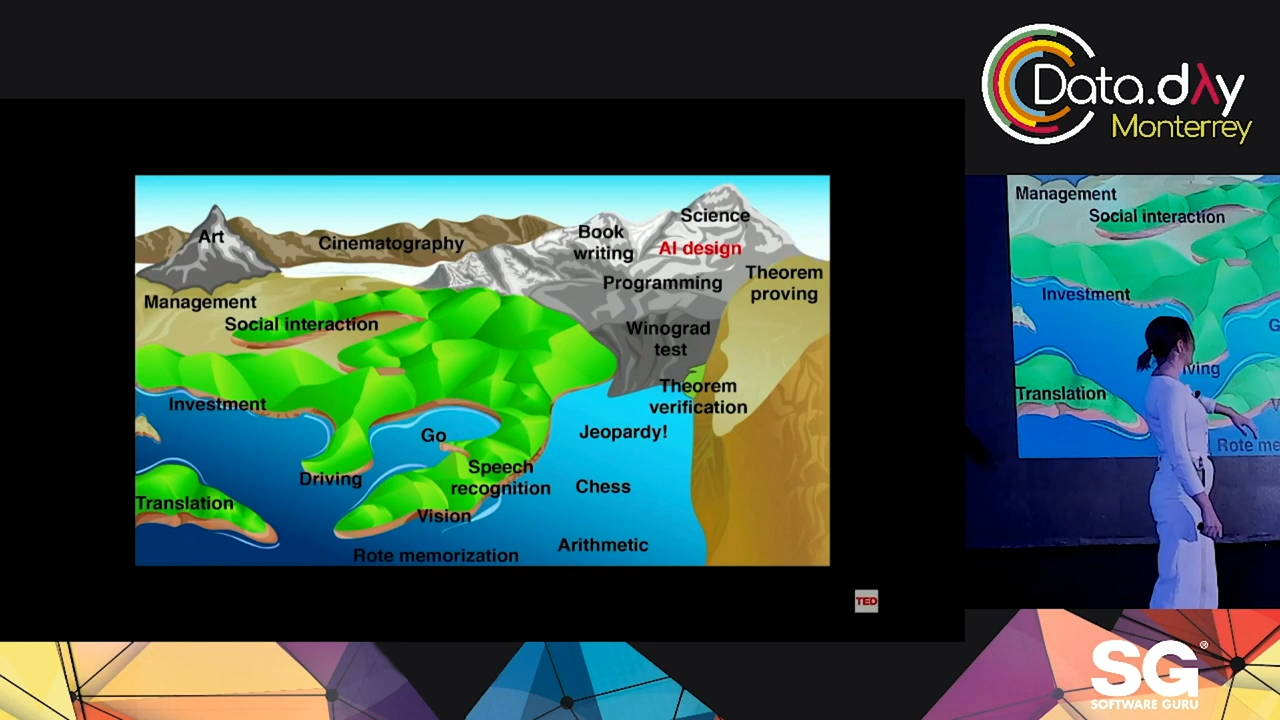 Data.dλy
Monterrey
Art
Cinematography
Book
writing
Science
AI design
Programming
Theorem
proving
Management
Social interaction
Winograd
test
Theorem
verification
Investment
Go
Jeopardy!
Driving
Speech
recognition
Chess
Translation
Vision
Rote memorization
Arithmetic
TED
Management
Social interaction
Investment
G
iving
Translation
Rote me
SG®
SOFTWARE GURU